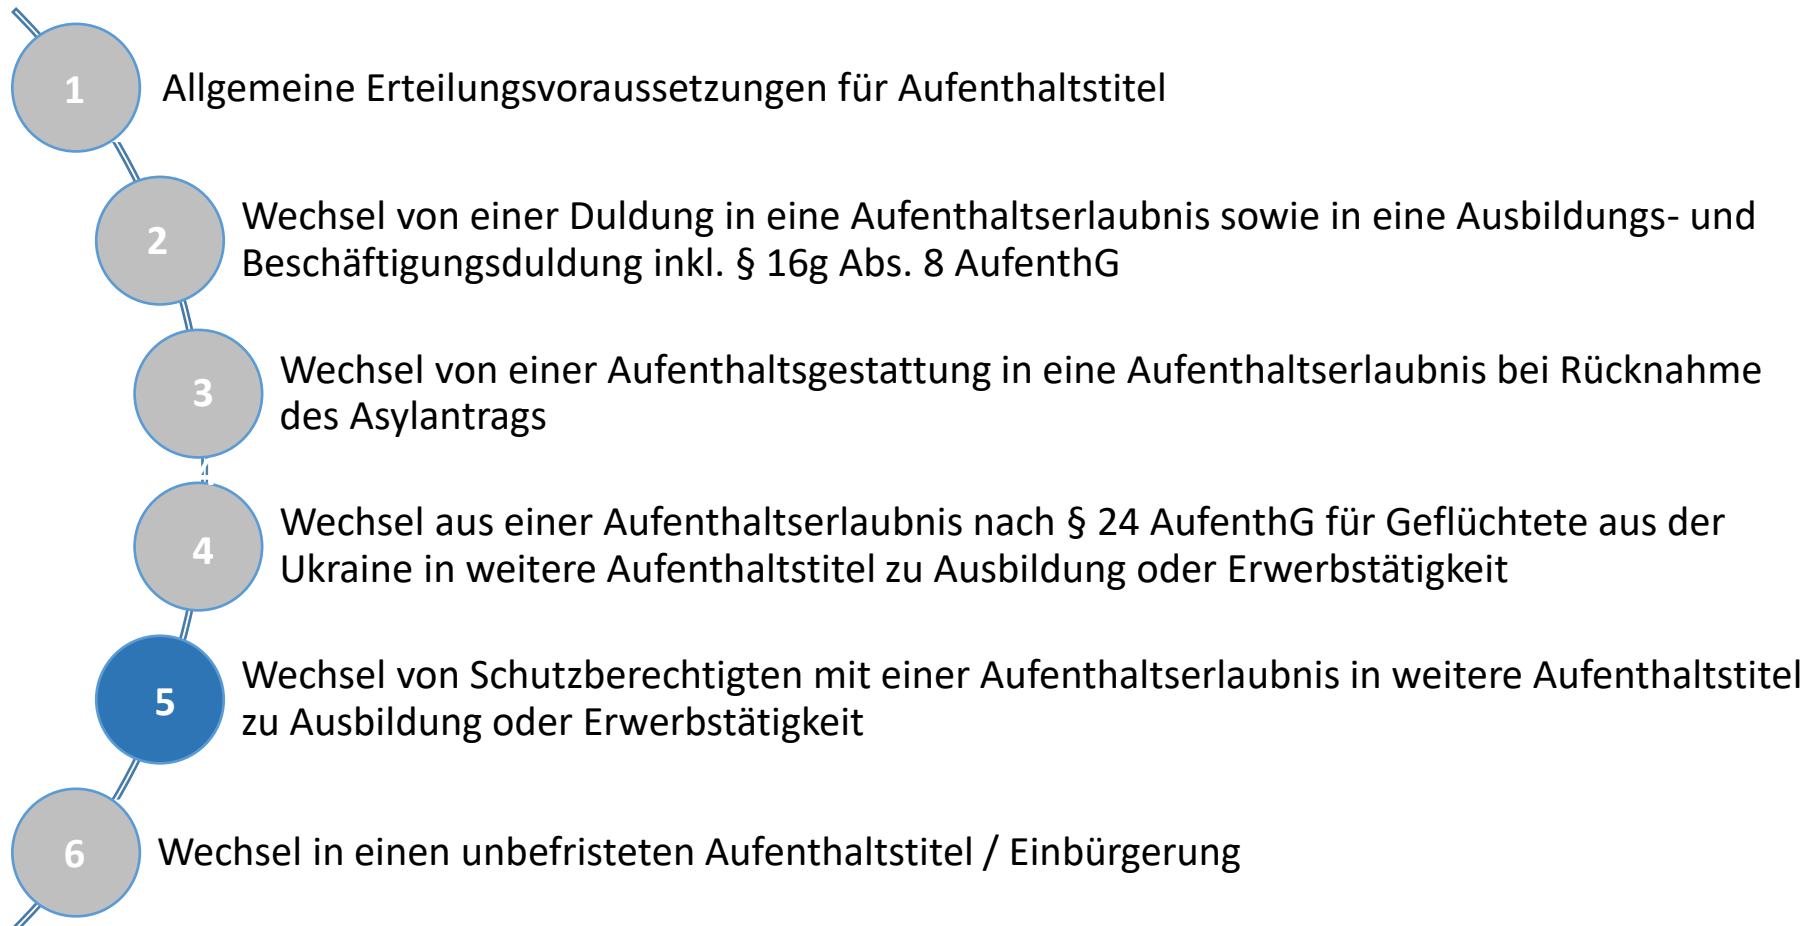 1
Allgemeine Erteilungsvoraussetzungen für Aufenthaltstitel
2
Wechsel von einer Duldung in eine Aufenthaltserlaubnis sowie in eine Ausbildungs- und
Beschäftigungsduldung inkl. § 16g Abs. 8 AufenthG
3
Wechsel von einer Aufenthaltsgestattung in eine Aufenthaltserlaubnis bei Rücknahme
des Asylantrags
4
4
Wechsel aus einer Aufenthaltserlaubnis nach § 24 AufenthG für Geflüchtete aus der
Ukraine in weitere Aufenthaltstitel zu Ausbildung oder Erwerbstätigkeit
5
Wechsel von Schutzberechtigten mit einer Aufenthaltserlaubnis in weitere Aufenthaltstitel
zu Ausbildung oder Erwerbstätigkeit
6
Wechsel in einen unbefristeten Aufenthaltstitel / Einbürgerung